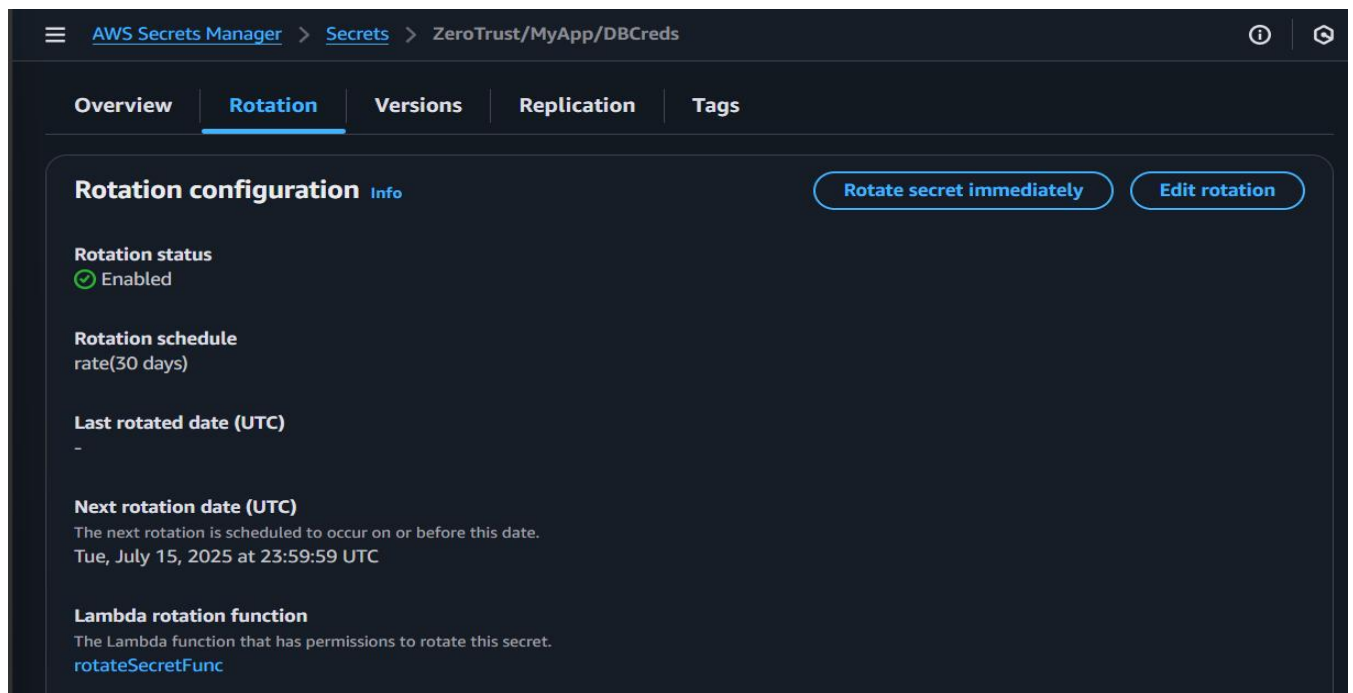 AWS Secrets Manager > Secrets > ZeroTrust/MyApp/DBCreds
Overview Rotation Versions Replication Tags
Rotation configuration Info Rotate secret immediately Edit rotation
Rotation status
Enabled
Rotation schedule
rate(30 days)
Last rotated date (UTC)
-
Next rotation date (UTC)
The next rotation is scheduled to occur on or before this date.
Tue, July 15, 2025 at 23:59:59 UTC
Lambda rotation function
The Lambda function that has permissions to rotate this secret.
rotateSecretFunc